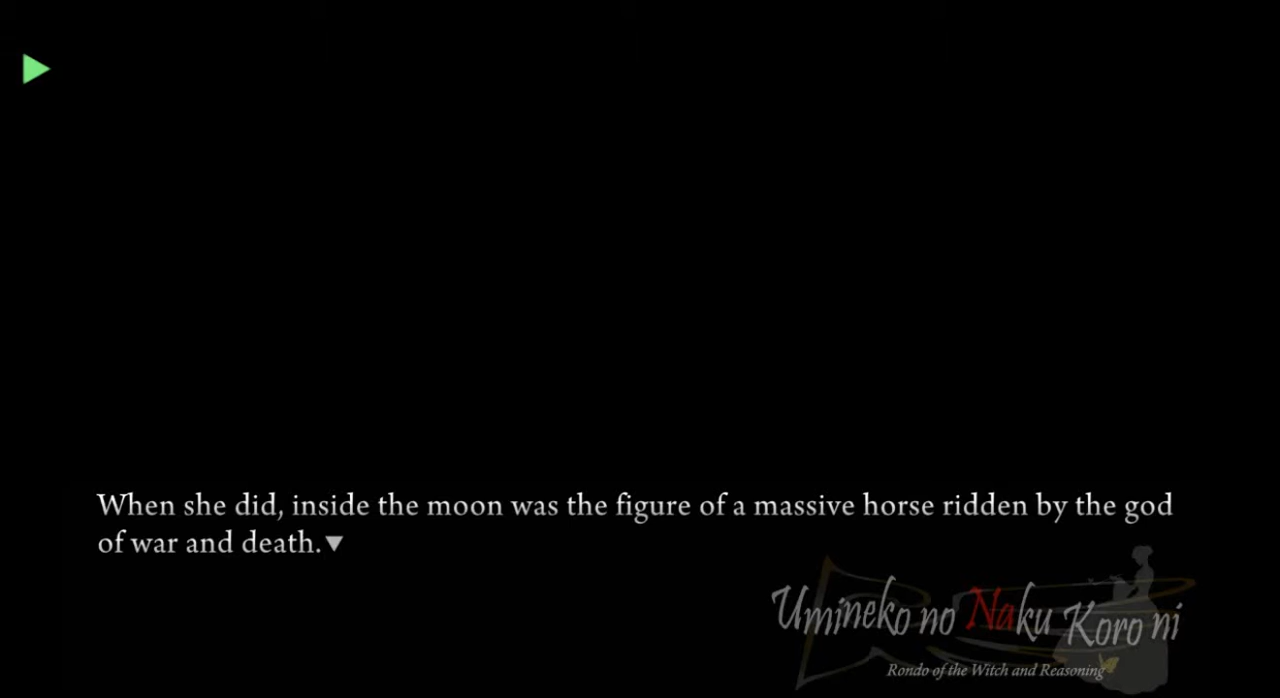 When she did, inside the moon was the figure of a massive horse ridden by the god
of war and death.
Umineko no Naku Koro ni
Rondo of the Witch and Reasoning